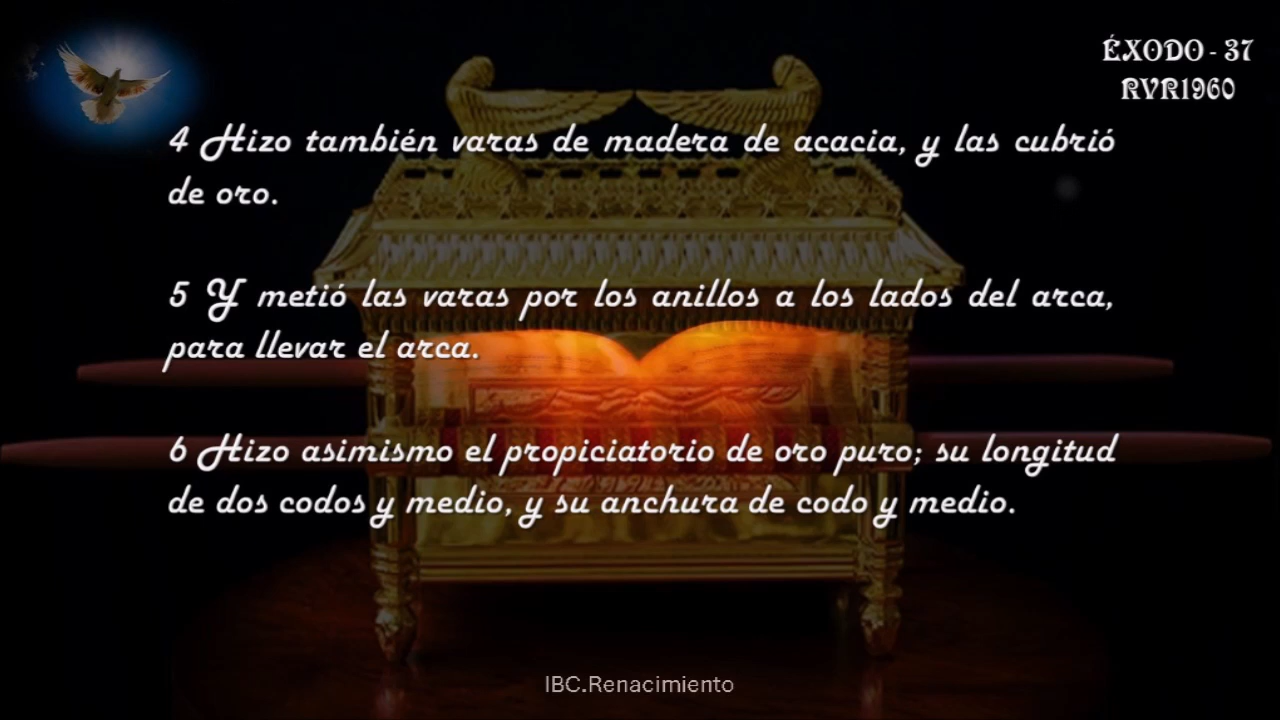 ÉXODO - 37
RVR1960
4 Hizo también varas de madera de acacia, y las cubrió
de oro.
5 Y metió las varas por los anillos a los lados del arca,
para llevar el arca.
6 Hizo asimismo el propiciatorio de oro puro; su longitud
de dos codos y medio, y su anchura de codo y medio.
IBC.Renacimiento